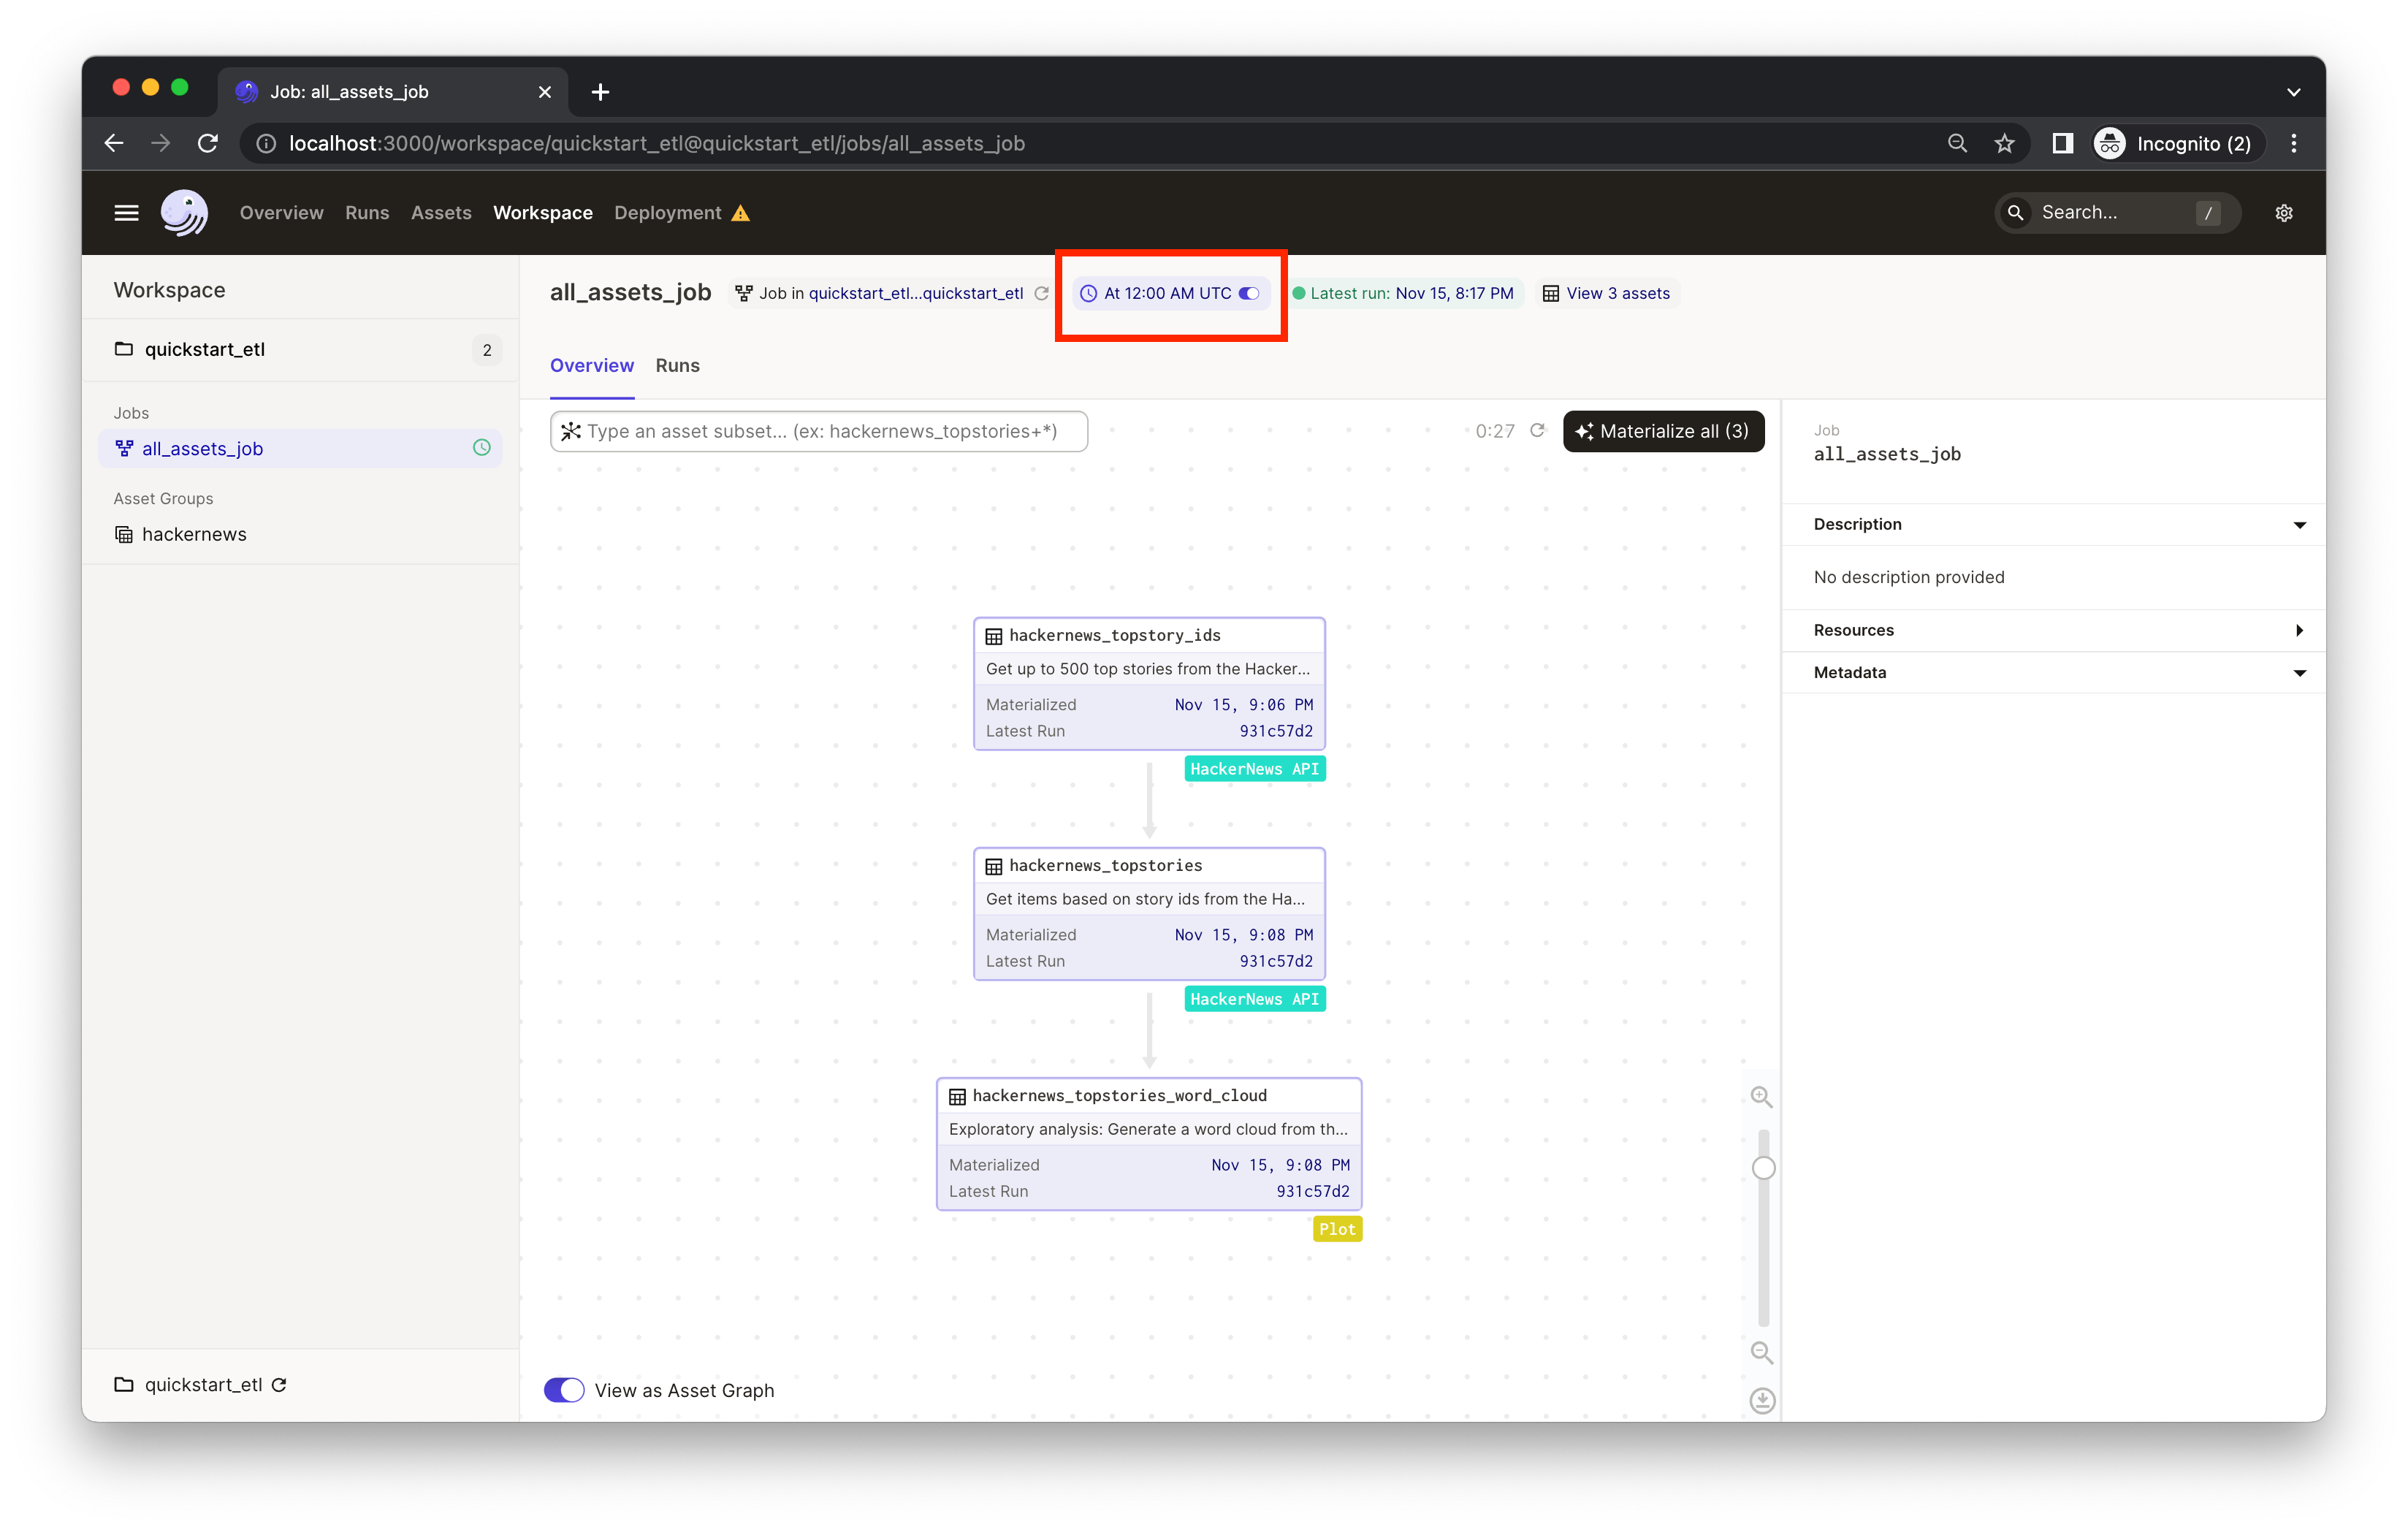 Job: all_assets_job
localhost:3000/workspace/quickstart_etl@quickstart_etl/jobs/all_assets_job
Incognito (2)
Overview Runs Assets Workspace Deployment
Search... /
Workspace
quickstart_etl 2
Jobs
all_assets_job
Asset Groups
hackernews
quickstart_etl
all_assets_job Job in quickstart_etl...quickstart_etl At 12:00 AM UTC Latest run: Nov 15, 8:17 PM View 3 assets
Overview Runs
Type an asset subset... (ex: hackernews_topstories+*) 0:27 Materialize all (3)
hackernews_topstory_ids
Get up to 500 top stories from the Hacker...
Materialized Nov 15, 9:06 PM
Latest Run 931c57d2
HackerNews API
hackernews_topstories
Get items based on story ids from the Ha...
Materialized Nov 15, 9:08 PM
Latest Run 931c57d2
HackerNews API
hackernews_topstories_word_cloud
Exploratory analysis: Generate a word cloud from th...
Materialized Nov 15, 9:08 PM
Latest Run 931c57d2
Plot
View as Asset Graph
Job
all_assets_job
Description
No description provided
Resources
Metadata